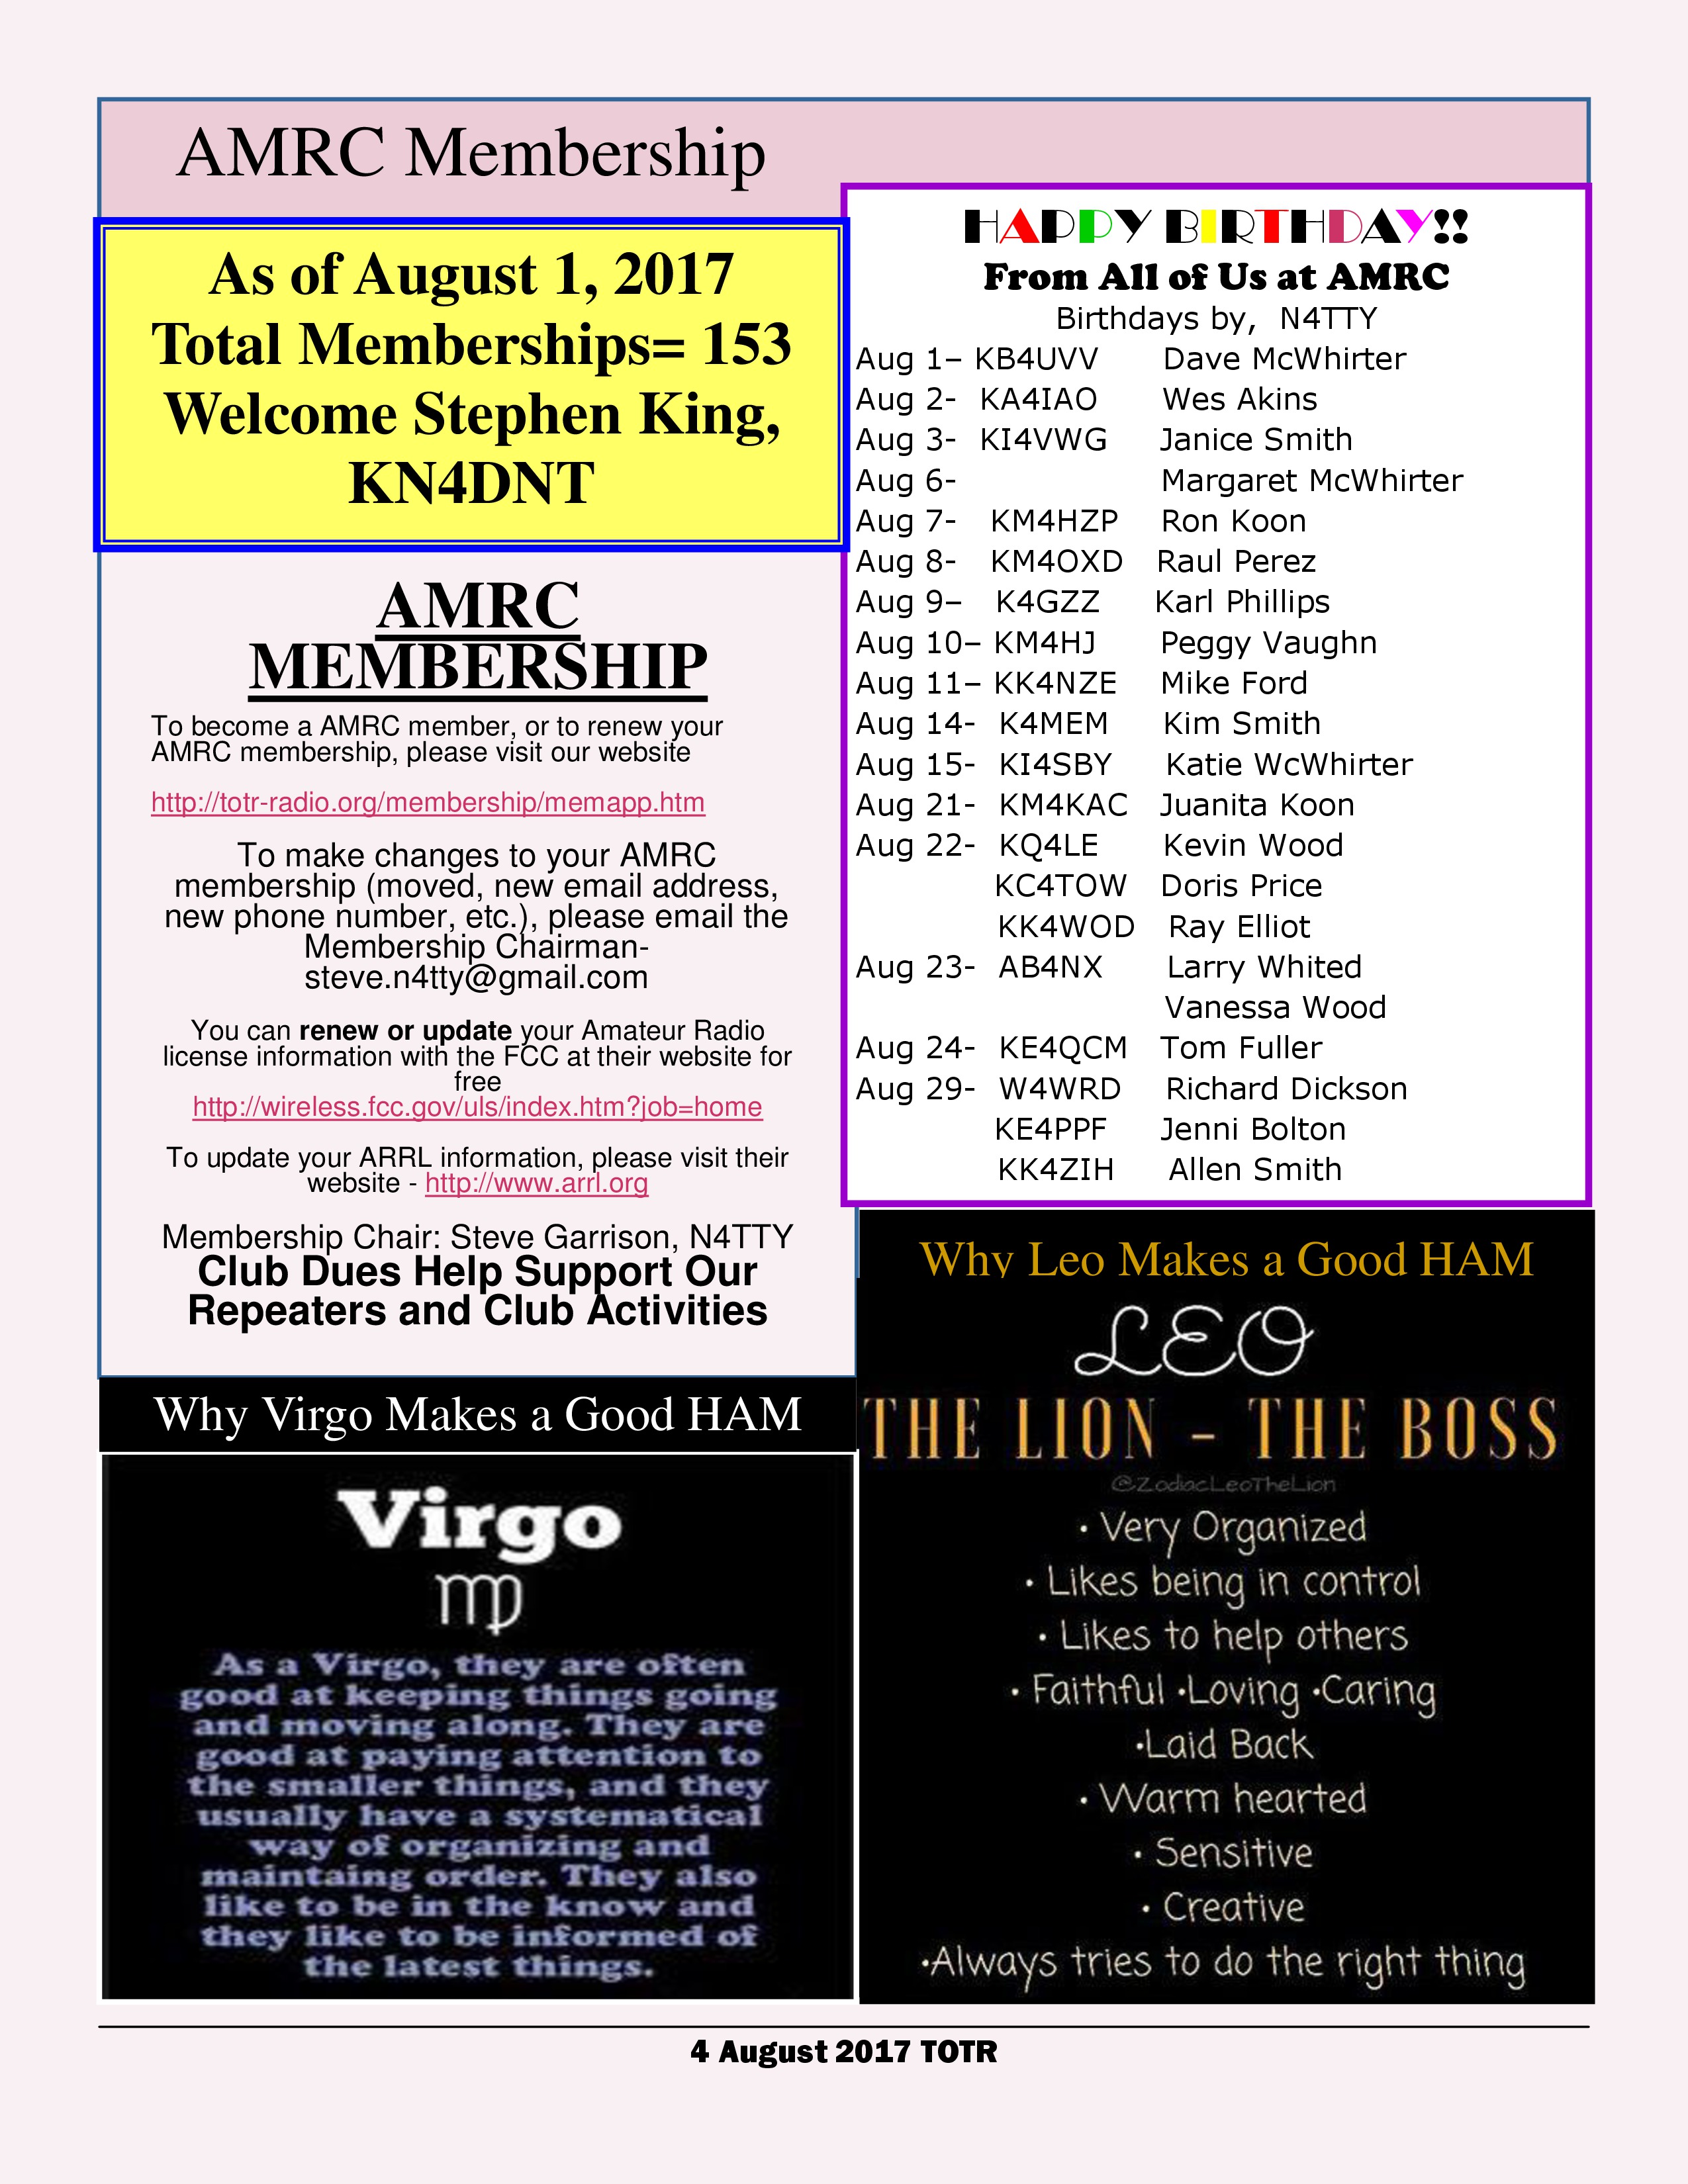 AMRC Membership
As of August 1, 2017
Total Memberships= 153
Welcome Stephen King,
KN4DNT
AMRC
MEMBERSHIP
To become a AMRC member, or to renew your
AMRC membership, please visit our website
http://totr-radio.org/membership/memapp.htm
To make changes to your AMRC
membership (moved, new email address,
new phone number, etc.), please email the
Membership Chairman-
steve.n4tty@gmail.com
You can renew or update your Amateur Radio
license information with the FCC at their website for
free
http://wireless.fcc.gov/uls/index.htm?job=home
To update your ARRL information, please visit their
website - http://www.arrl.org
Membership Chair: Steve Garrison, N4TTY
Club Dues Help Support Our
Repeaters and Club Activities
HAPPY BIRTHDAY!!
From All of Us at AMRC
Birthdays by, N4TTY
Aug 1– KB4UVV Dave McWhirter
Aug 2- KA4IAO Wes Akins
Aug 3- KI4VWG Janice Smith
Aug 6- Margaret McWhirter
Aug 7- KM4HZP Ron Koon
Aug 8- KM4OXD Raul Perez
Aug 9– K4GZZ Karl Phillips
Aug 10– KM4HJ Peggy Vaughn
Aug 11– KK4NZE Mike Ford
Aug 14- K4MEM Kim Smith
Aug 15- KI4SBY Katie WcWhirter
Aug 21- KM4KAC Juanita Koon
Aug 22- KQ4LE Kevin Wood
KC4TOW Doris Price
KK4WOD Ray Elliot
Aug 23- AB4NX Larry Whited
Vanessa Wood
Aug 24- KE4QCM Tom Fuller
Aug 29- W4WRD Richard Dickson
KE4PPF Jenni Bolton
KK4ZIH Allen Smith
Why Virgo Makes a Good HAM
Virgo
As a Virgo, they are often
good at keeping things going
and moving along. They are
good at paying attention to
the smaller things, and they
usually have a systematical
way of organizing and
maintaing order. They also
like to be in the know and
they like to be informed of
the latest things.
Why Leo Makes a Good HAM
LEO
THE LION - THE BOSS
@ZodiacLeoTheLion
• Very Organized
• Likes being in control
• Likes to help others
• Faithful •Loving •Caring
•Laid Back
• Warm hearted
• Sensitive
• Creative
•Always tries to do the right thing
4 August 2017 TOTR